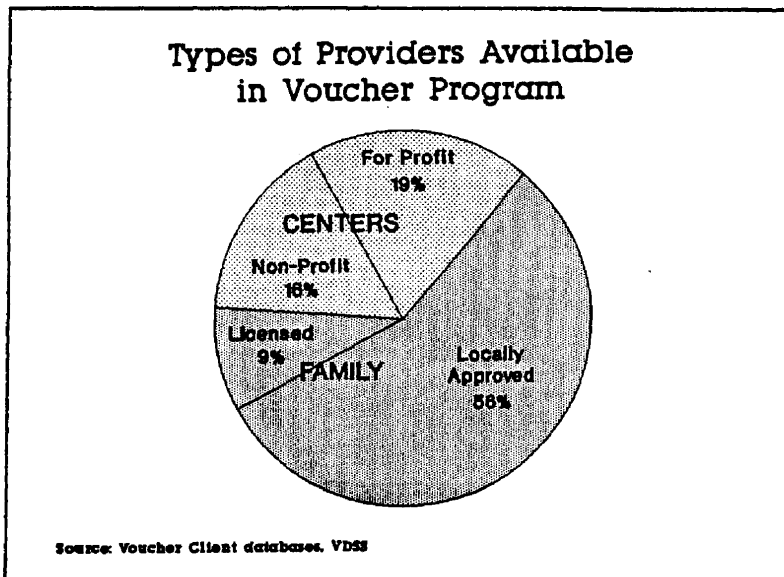 Types of Providers Available
in Voucher Program
For Profit
19%
CENTERS
Non-Profit
16%
Licensed
9%
FAMILY
Locally
Approved
56%
Source: Voucher Client databases, VDSS